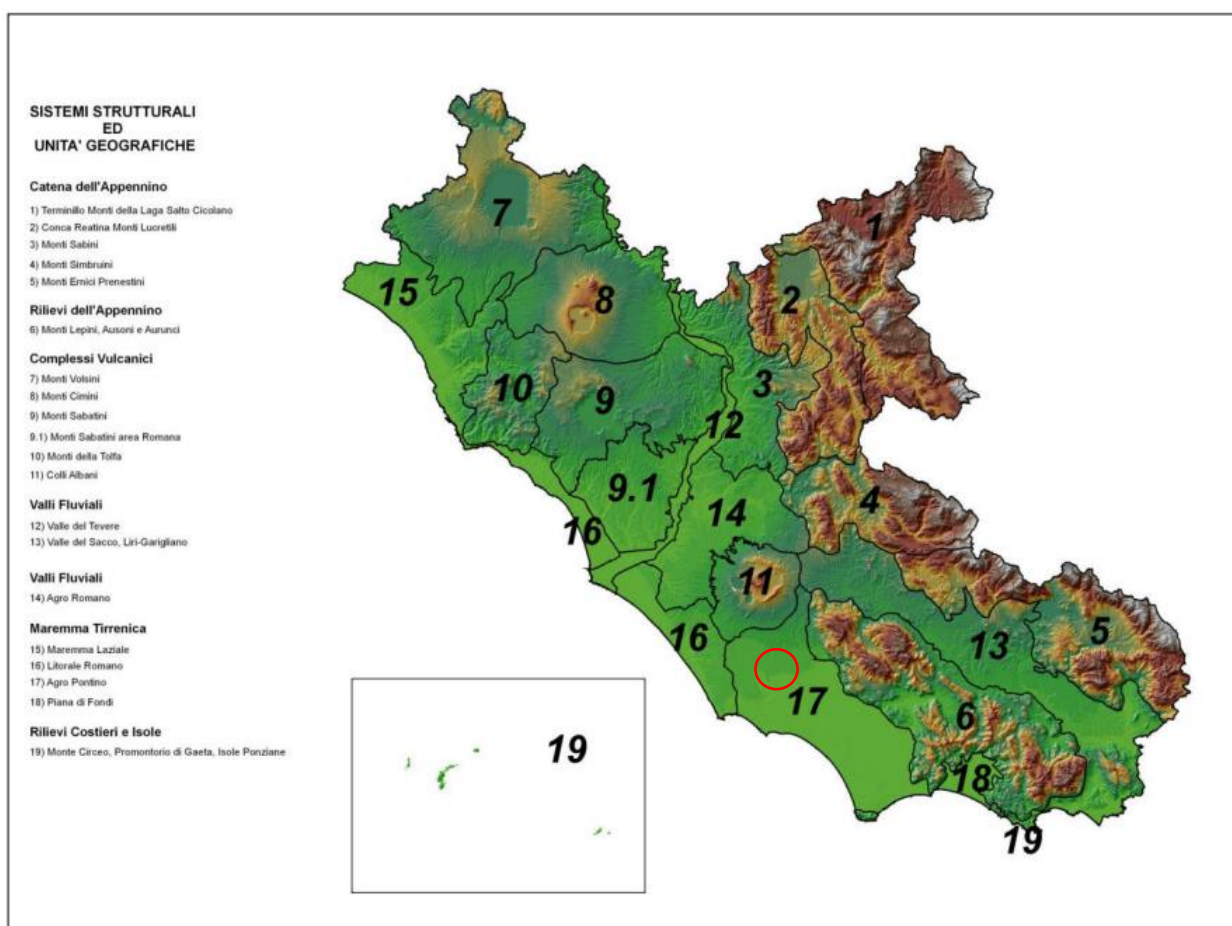 SISTEMI STRUTTURALI
ED
UNITA' GEOGRAFICHE
Catena dell'Appennino
1) Terminillo Monti della Laga Salto Cicolano
2) Conca Reatina Monti Lucretili
3) Monti Sabini
4) Monti Simbruini
5) Monti Ernici Prenestini
Rilievi dell'Appennino
6) Monti Lepini, Ausoni e Aurunci
Complessi Vulcanici
7) Monti Volsini
8) Monti Cimini
9) Monti Sabatini
9.1) Monti Sabatini area Romana
10) Monti della Tolfa
11) Colli Albani
Valli Fluviali
12) Valle del Tevere
13) Valle del Sacco, Liri-Garigliano
Valli Fluviali
14) Agro Romano
Maremma Tirrenica
15) Maremma Laziale
16) Litorale Romano
17) Agro Pontino
18) Piana di Fondi
Rilievi Costieri e Isole
19) Monte Circeo, Promontorio di Gaeta, Isole Ponziane
7
1
15
8
2
10
9
3
12
9.1
4
14
16
11
5
16
13
17
6
19
18
19